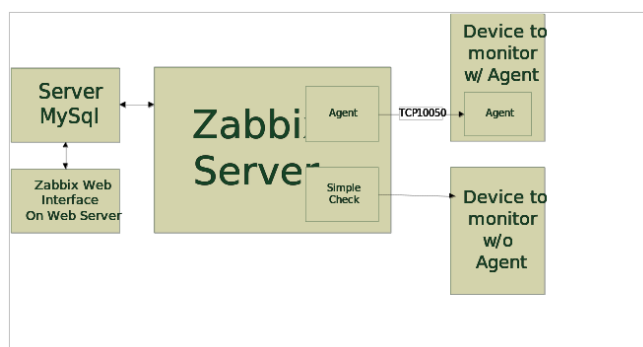 Server
MySql
Zabbix Web
Interface
On Web Server
Zabbix
Server
Agent
Simple
Check
TCP10050
Device to
monitor
w/ Agent
Agent
Device to
monitor
w/o
Agent